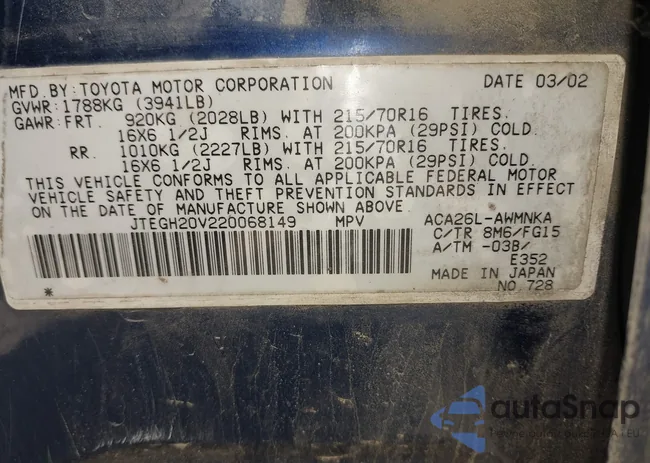 MFD.BY:TOYOTA MOTOR CORPORATION DATE 03/02
GVWR:1788KG (3941LB)
GAWR:FRT. 920KG (2028LB) WITH 215/70R16 TIRES.
16X6 1/2J RIMS. AT 200KPA (29PSI) COLD.
RR. 1010KG (2227LB) WITH 215/70R16 TIRES.
16X6 1/2J RIMS. AT 200KPA (29PSI) COLD.
THIS VEHICLE CONFORMS TO ALL APPLICABLE FEDERAL MOTOR
VEHICLE SAFETY AND THEFT PREVENTION STANDARDS IN EFFECT
ON THE DATE OF MANUFACTURE SHOWN ABOVE.
JTEGH20V220068149 MPV ACA26L-AWMNKA
C/TR 8M6/FG15
A/TM -03B/
E352
MADE IN JAPAN
* NO.728
autoSnap